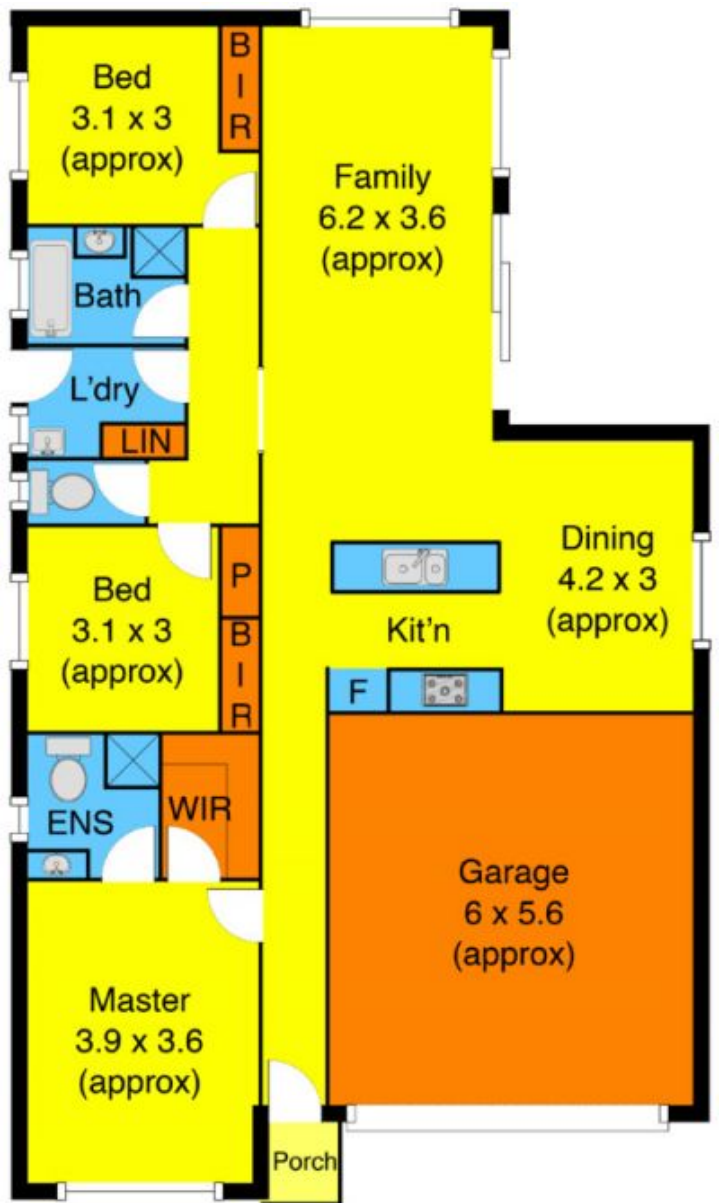 Bed
3.1 x 3
(approx)
B
I
R
Family
6.2 x 3.6
(approx)
Bath
L'dry
LIN
Bed
3.1 x 3
(approx)
P
B
I
R
Dining
4.2 x 3
(approx)
Kit'n
F
ENS
WIR
Garage
6 x 5.6
(approx)
Master
3.9 x 3.6
(approx)
Porch